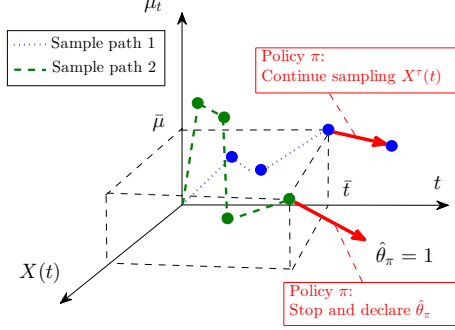 μ_t
Sample path 1
Sample path 2
Policy π:
Continue sampling X^τ(t)
μ̄
t̄
t
X(t)
θ̂_π = 1
Policy π:
Stop and declare θ̂_π